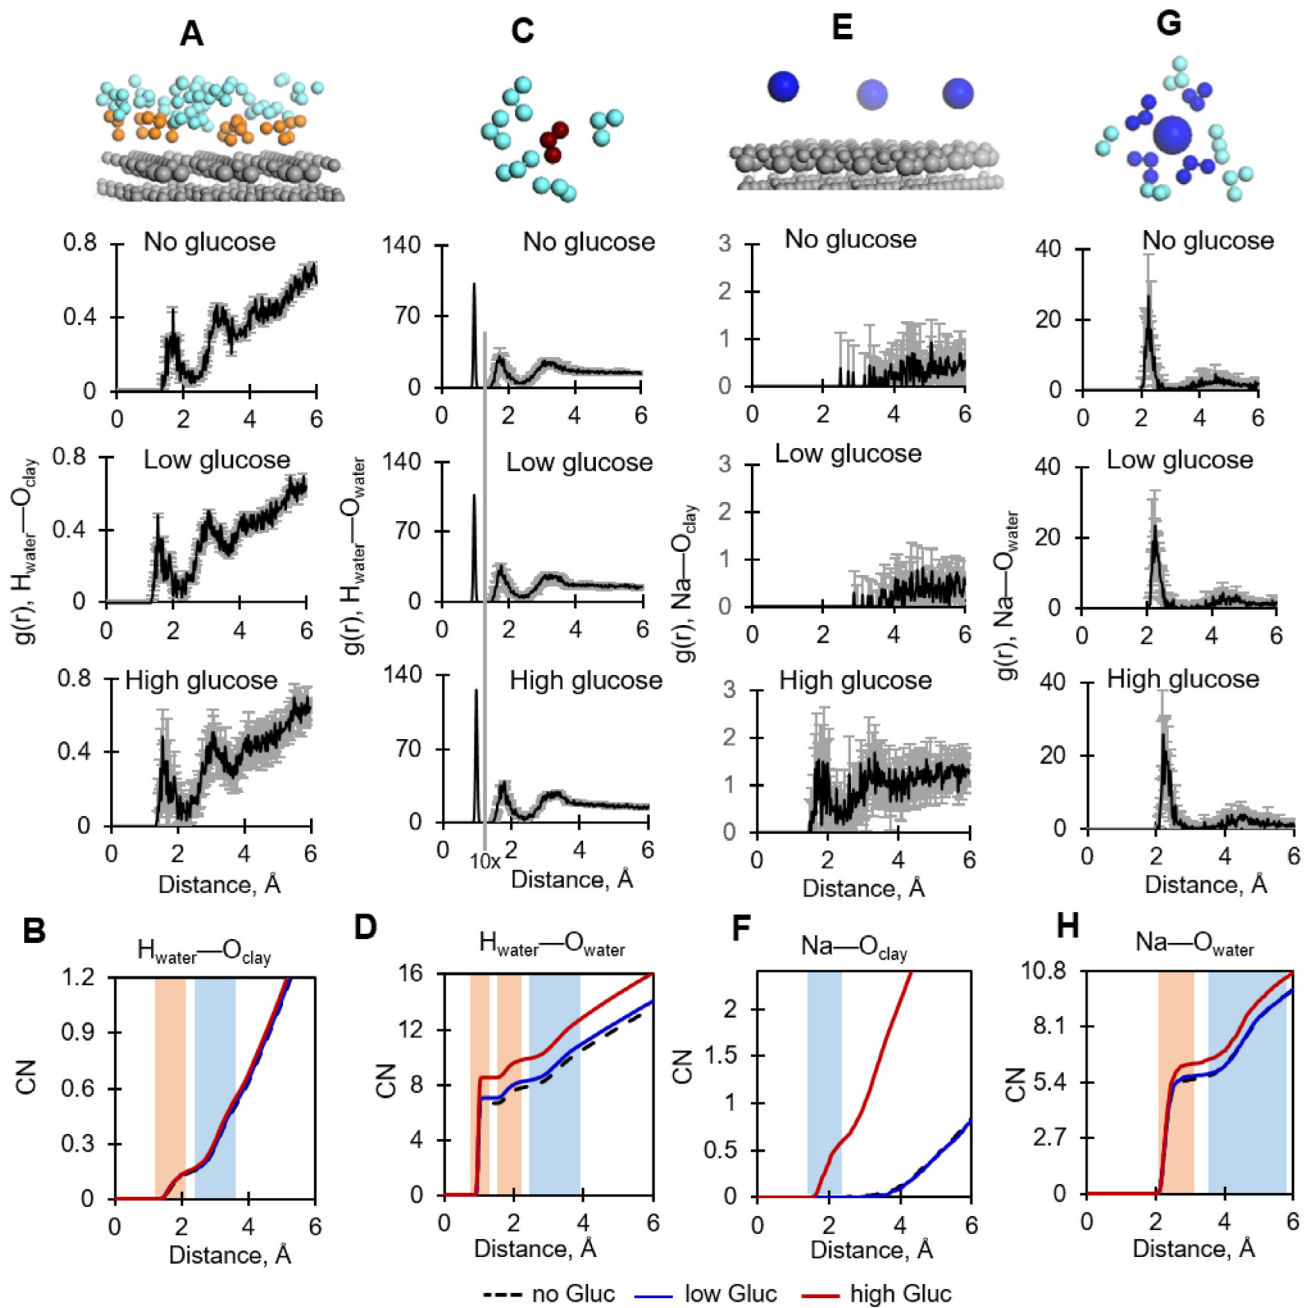 A
C
E
G
No glucose
0.8
0.4
0
0 2 4 6
Low glucose
0.8
0.4
0
0 2 4 6
High glucose
0.8
0.4
0
0 2 4 6
g(r), Hwater—Oclay
Distance, Å
No glucose
140
70
0
0 2 4 6
Low glucose
140
70
0
0 2 4 6
High glucose
140
70
0
0 2 4 6
10x
g(r), Hwater—Owater
Distance, Å
No glucose
3
2
1
0
0 2 4 6
Low glucose
3
2
1
0
0 2 4 6
High glucose
3
2
1
0
0 2 4 6
g(r), Na—Oclay
Distance, Å
No glucose
40
20
0
0 2 4 6
Low glucose
40
20
0
0 2 4 6
High glucose
40
20
0
0 2 4 6
g(r), Na—Owater
Distance, Å
B
Hwater—Oclay
1.2
0.9
0.6
0.3
0
0 2 4 6
CN
Distance, Å
D
Hwater—Owater
16
12
8
4
0
0 2 4 6
CN
Distance, Å
F
Na—Oclay
2
1.5
1
0.5
0
0 2 4 6
CN
Distance, Å
H
Na—Owater
10.8
8.1
5.4
2.7
0
0 2 4 6
CN
Distance, Å
no Gluc low Gluc high Gluc